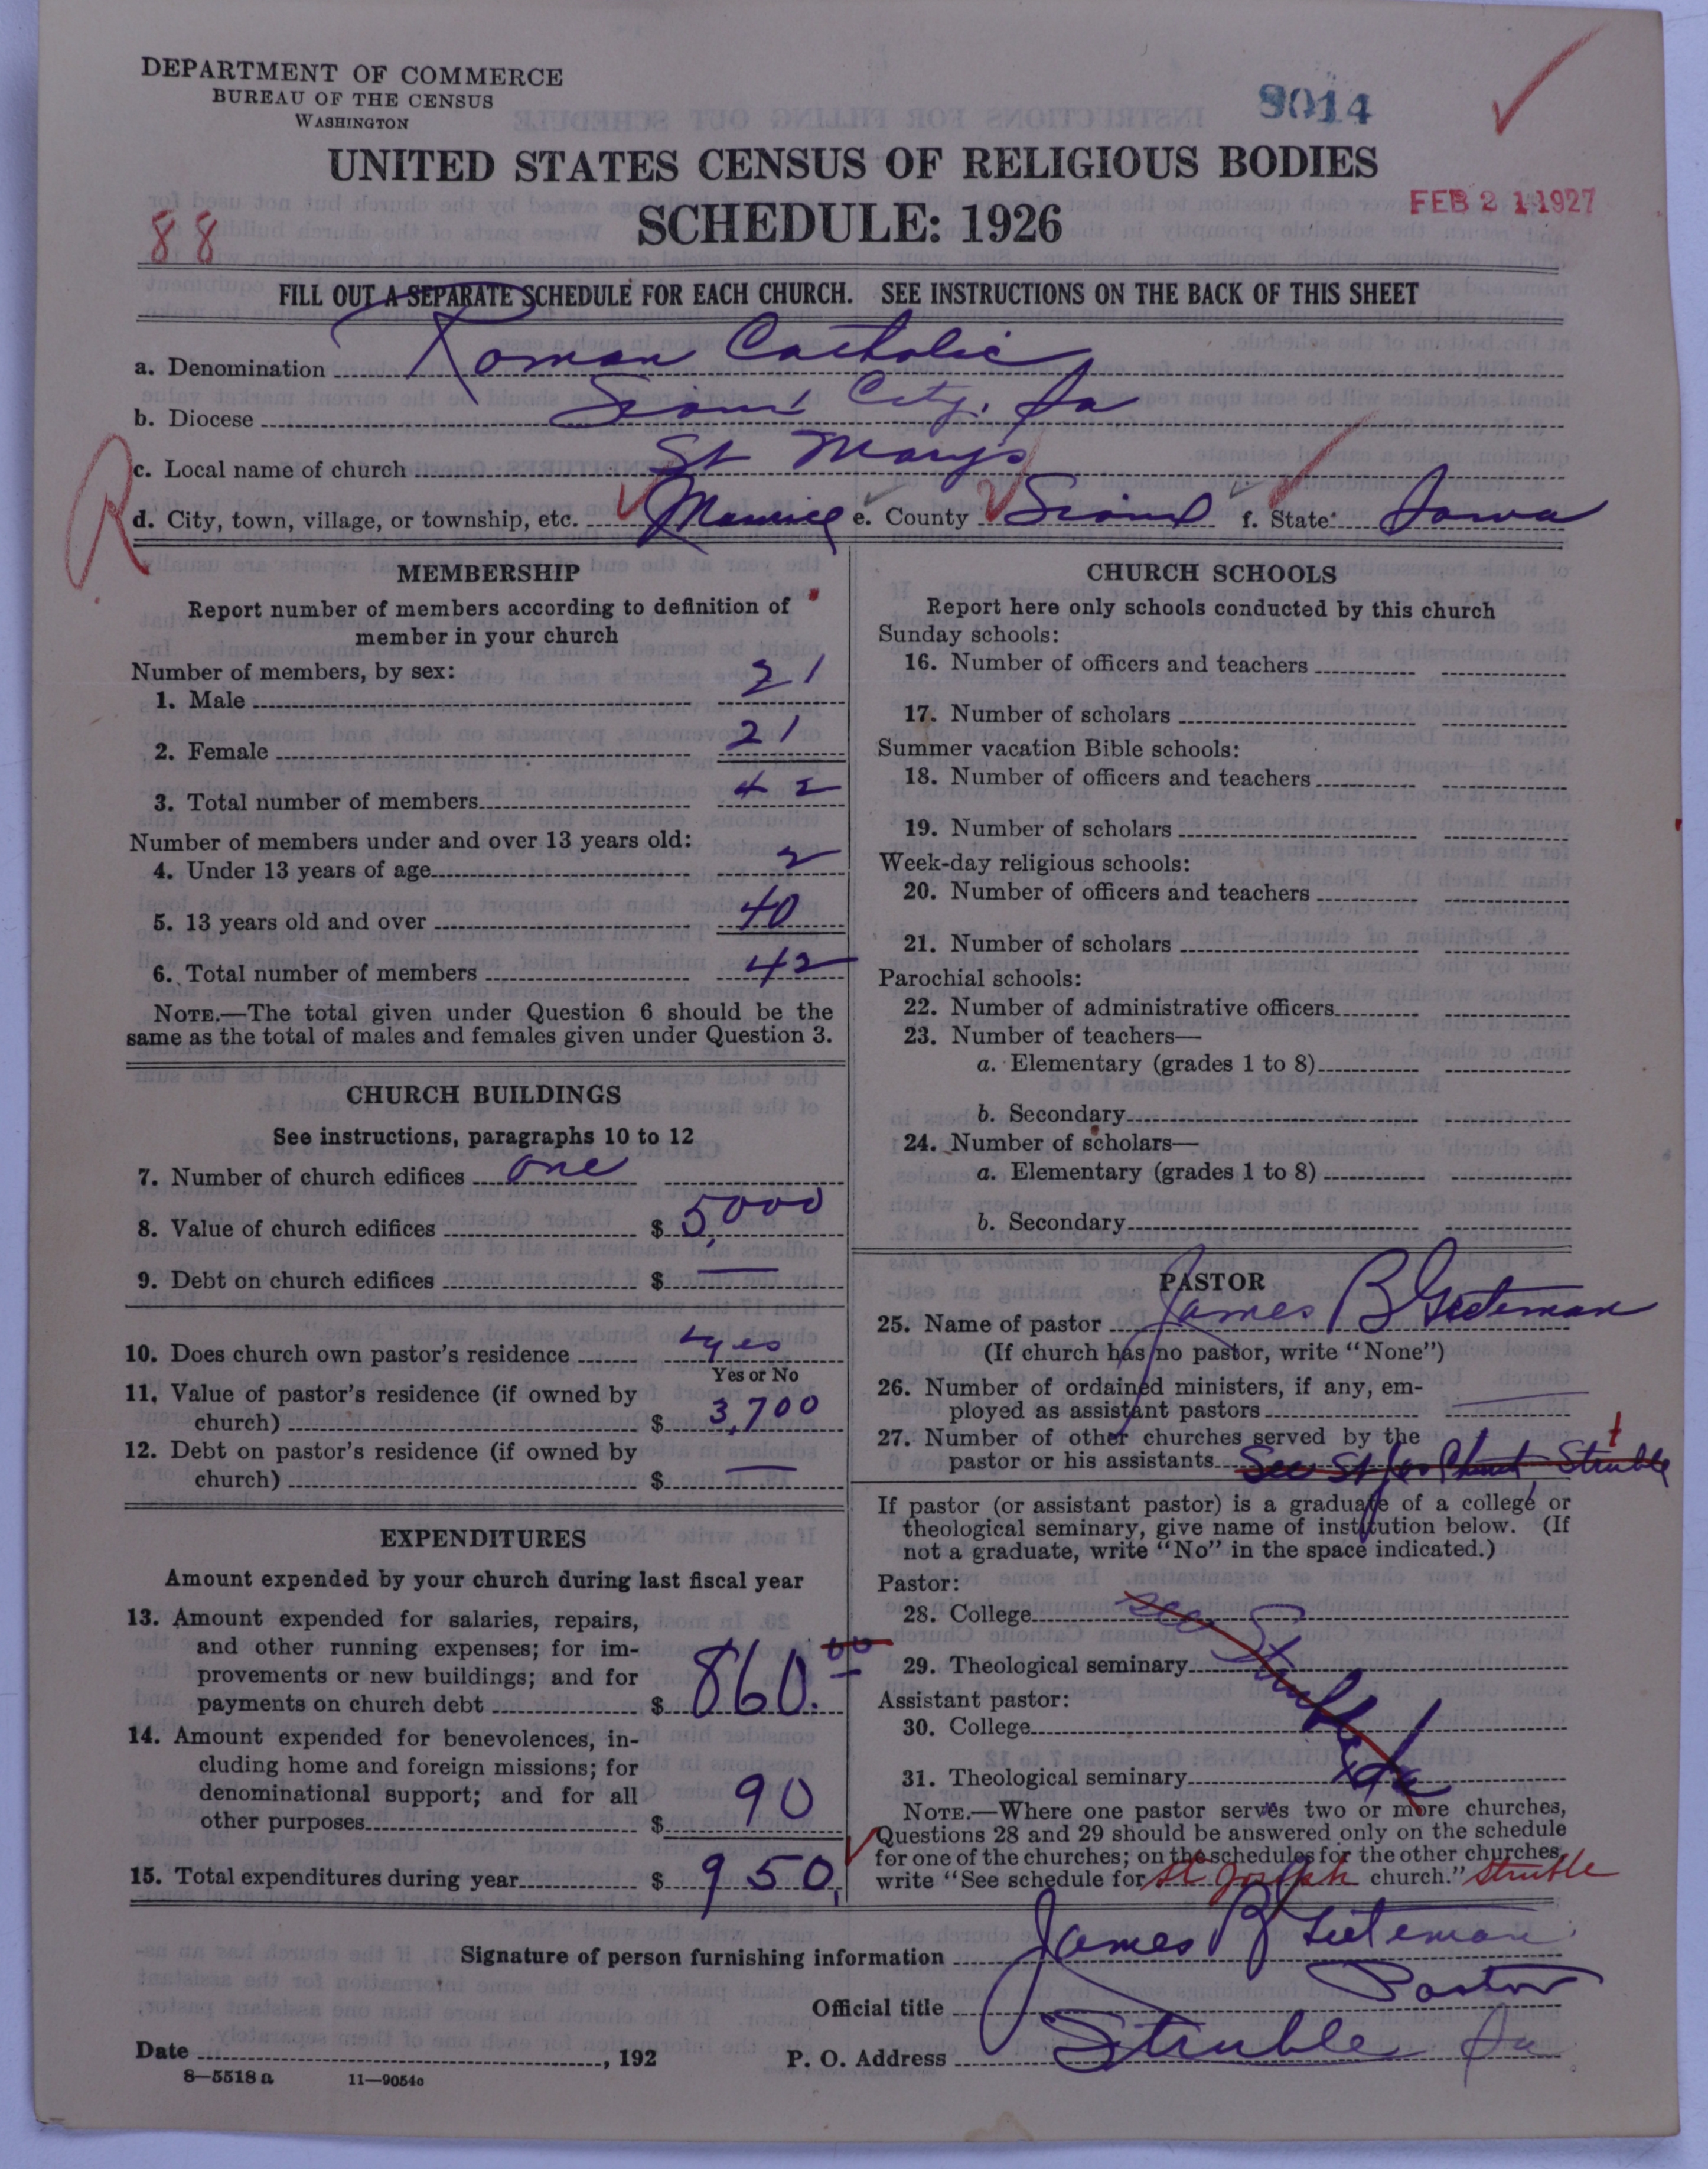 DEPARTMENT OF COMMERCE
BUREAU OF THE CENSUS
WASHINGTON
9014
UNITED STATES CENSUS OF RELIGIOUS BODIES
SCHEDULE: 1926
FEB 21 1927
88
FILL OUT A SEPARATE SCHEDULE FOR EACH CHURCH. SEE INSTRUCTIONS ON THE BACK OF THIS SHEET
a. Denomination Roman Catholic
b. Diocese Sioux City, Ia
c. Local name of church St Mary's
R
d. City, town, village, or township, etc. Maurice e. County Sioux f. State Iowa
MEMBERSHIP
Report number of members according to definition of
member in your church
Number of members, by sex:
1. Male 21
2. Female 21
3. Total number of members 42
Number of members under and over 13 years old:
4. Under 13 years of age 2
5. 13 years old and over 40
6. Total number of members 42
NOTE.—The total given under Question 6 should be the
same as the total of males and females given under Question 3.
CHURCH BUILDINGS
See instructions, paragraphs 10 to 12
7. Number of church edifices one
8. Value of church edifices $ 5,000
9. Debt on church edifices $ —
10. Does church own pastor's residence yes
Yes or No
11. Value of pastor's residence (if owned by
church) $ 3,700
12. Debt on pastor's residence (if owned by
church) $ —
EXPENDITURES
Amount expended by your church during last fiscal year
13. Amount expended for salaries, repairs,
and other running expenses; for im-
provements or new buildings; and for
payments on church debt $ 860.00
14. Amount expended for benevolences, in-
cluding home and foreign missions; for
denominational support; and for all
other purposes $ 90
15. Total expenditures during year $ 950.
CHURCH SCHOOLS
Report here only schools conducted by this church
Sunday schools:
16. Number of officers and teachers
17. Number of scholars
Summer vacation Bible schools:
18. Number of officers and teachers
19. Number of scholars
Week-day religious schools:
20. Number of officers and teachers
21. Number of scholars
Parochial schools:
22. Number of administrative officers
23. Number of teachers—
a. Elementary (grades 1 to 8)
b. Secondary
24. Number of scholars—
a. Elementary (grades 1 to 8)
b. Secondary
PASTOR
25. Name of pastor James B
(If church has no pastor, write "None")
26. Number of ordained ministers, if any, em-
ployed as assistant pastors —
27. Number of other churches served by the 1
pastor or his assistants See St Jos Church, Struble
If pastor (or assistant pastor) is a graduate of a college or
theological seminary, give name of institution below. (If
not a graduate, write "No" in the space indicated.)
Pastor:
28. College see
29. Theological seminary Struble
Assistant pastor:
30. College
31. Theological seminary Ia
NOTE.—Where one pastor serves two or more churches,
Questions 28 and 29 should be answered only on the schedule
for one of the churches; on the schedules for the other churches,
write "See schedule for St Joseph church." Struble
Signature of person furnishing information James B
Official title Pastor
Date , 192
P. O. Address Struble Ia
8—5518 a 11—9054c